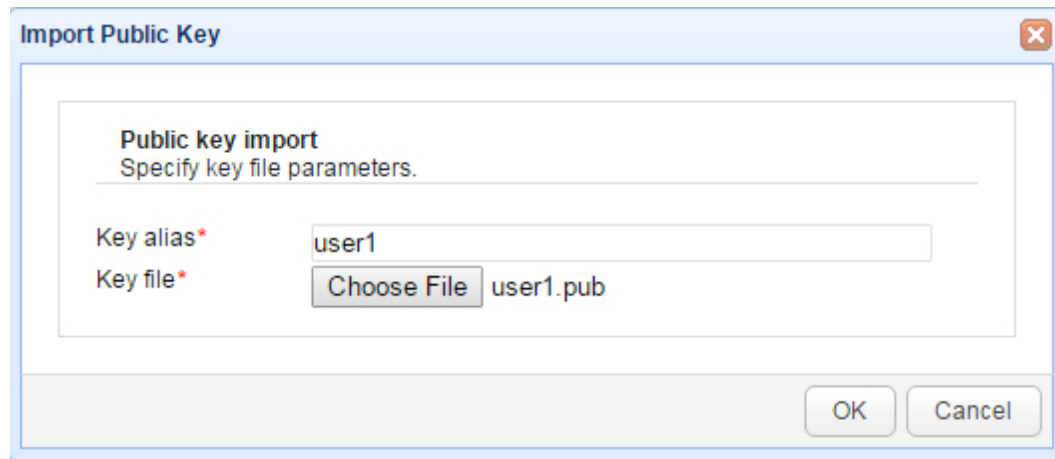 Import Public Key
Public key import
Specify key file parameters.
Key alias* user1
Key file* Choose File user1.pub
OK Cancel